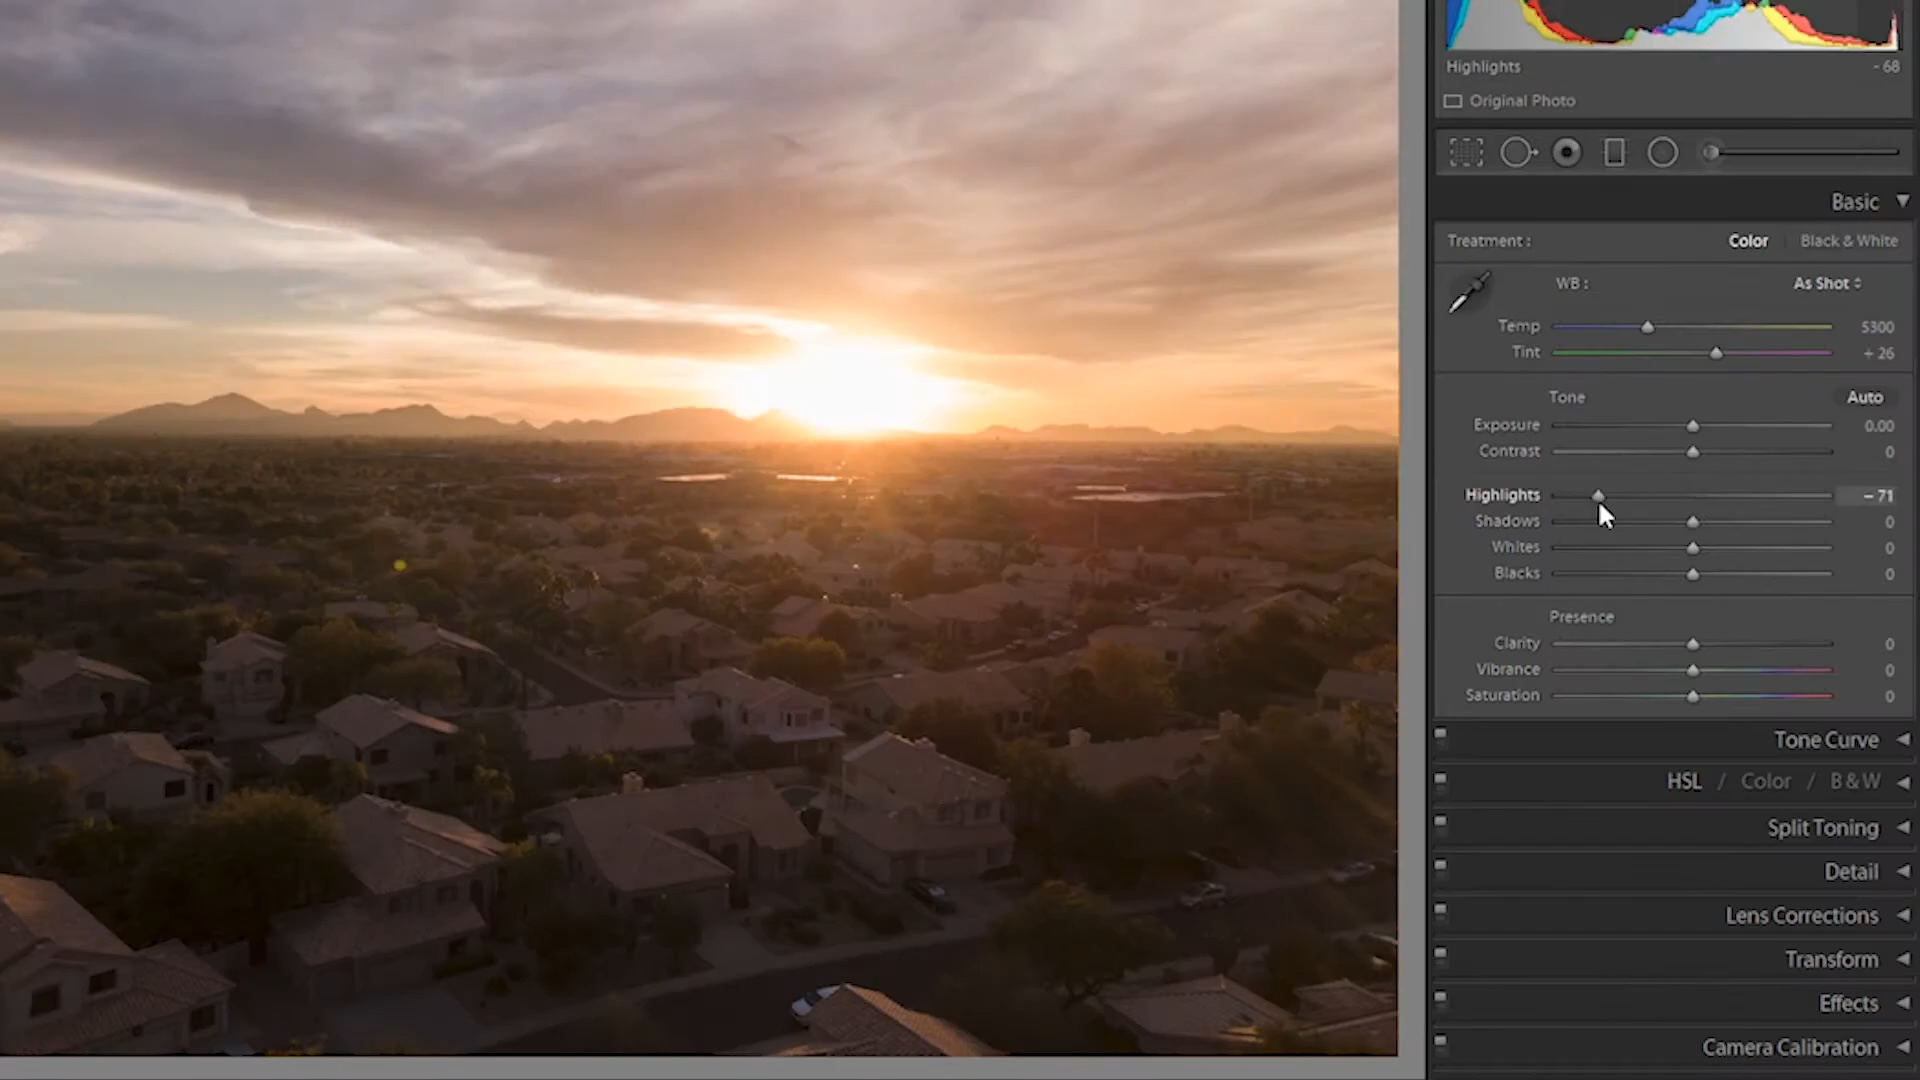 Highlights - 68
Original Photo
Basic
Treatment : Color Black & White
WB : As Shot
Temp 5300
Tint + 26
Tone Auto
Exposure 0.00
Contrast 0
Highlights - 71
Shadows 0
Whites 0
Blacks 0
Presence
Clarity 0
Vibrance 0
Saturation 0
Tone Curve
HSL / Color / B & W
Split Toning
Detail
Lens Corrections
Transform
Effects
Camera Calibration